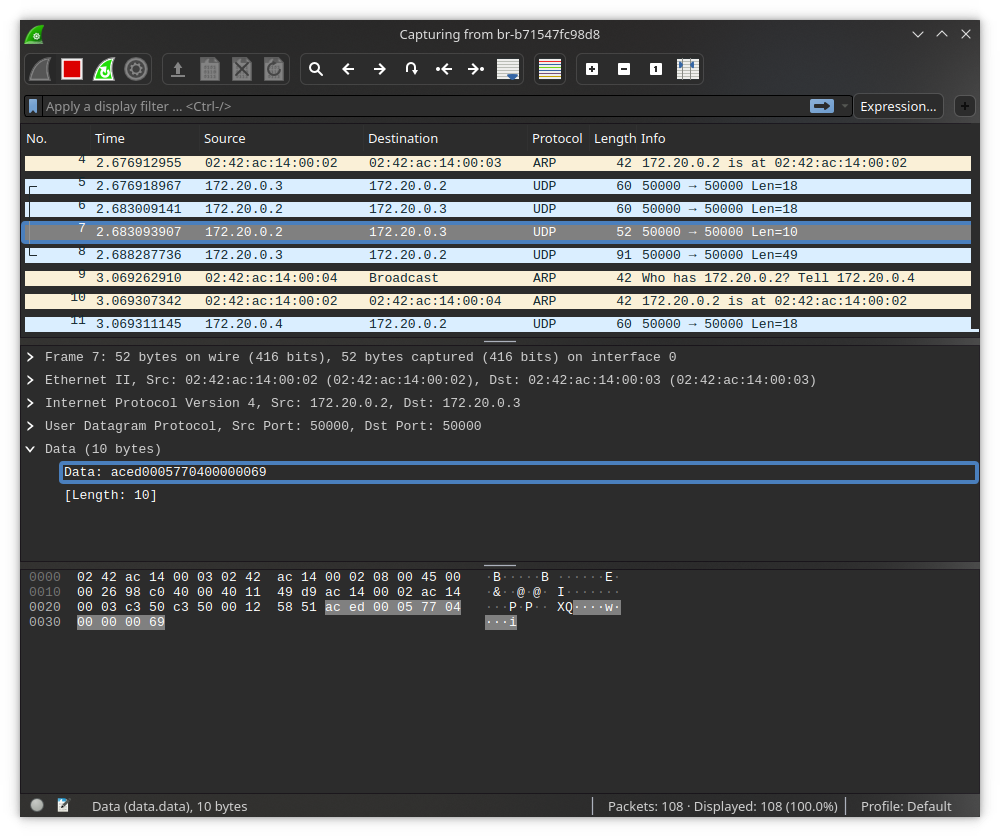 Capturing from br-b71547fc98d8
Apply a display filter ... <Ctrl-/>
Expression...
No. Time Source Destination Protocol Length Info
4 2.676912955 02:42:ac:14:00:02 02:42:ac:14:00:03 ARP 42 172.20.0.2 is at 02:42:ac:14:00:02
5 2.676918967 172.20.0.3 172.20.0.2 UDP 60 50000 → 50000 Len=18
6 2.683009141 172.20.0.2 172.20.0.3 UDP 60 50000 → 50000 Len=18
7 2.683093907 172.20.0.2 172.20.0.3 UDP 52 50000 → 50000 Len=10
8 2.688287736 172.20.0.3 172.20.0.2 UDP 91 50000 → 50000 Len=49
9 3.069262910 02:42:ac:14:00:04 Broadcast ARP 42 Who has 172.20.0.2? Tell 172.20.0.4
10 3.069307342 02:42:ac:14:00:02 02:42:ac:14:00:04 ARP 42 172.20.0.2 is at 02:42:ac:14:00:02
11 3.069311145 172.20.0.4 172.20.0.2 UDP 60 50000 → 50000 Len=18
Frame 7: 52 bytes on wire (416 bits), 52 bytes captured (416 bits) on interface 0
Ethernet II, Src: 02:42:ac:14:00:02 (02:42:ac:14:00:02), Dst: 02:42:ac:14:00:03 (02:42:ac:14:00:03)
Internet Protocol Version 4, Src: 172.20.0.2, Dst: 172.20.0.3
User Datagram Protocol, Src Port: 50000, Dst Port: 50000
Data (10 bytes)
Data: aced0005770400000069
[Length: 10]
0000 02 42 ac 14 00 03 02 42 ac 14 00 02 08 00 45 00 ·B·····B ······E·
0010 00 26 98 c0 40 00 40 11 49 d9 ac 14 00 02 ac 14 ·&··@·@· I·······
0020 00 03 c3 50 c3 50 00 12 58 51 ac ed 00 05 77 04 ···P·P·· XQ····w·
0030 00 00 00 69 ···i
Data (data.data), 10 bytes
Packets: 108 · Displayed: 108 (100.0%)
Profile: Default